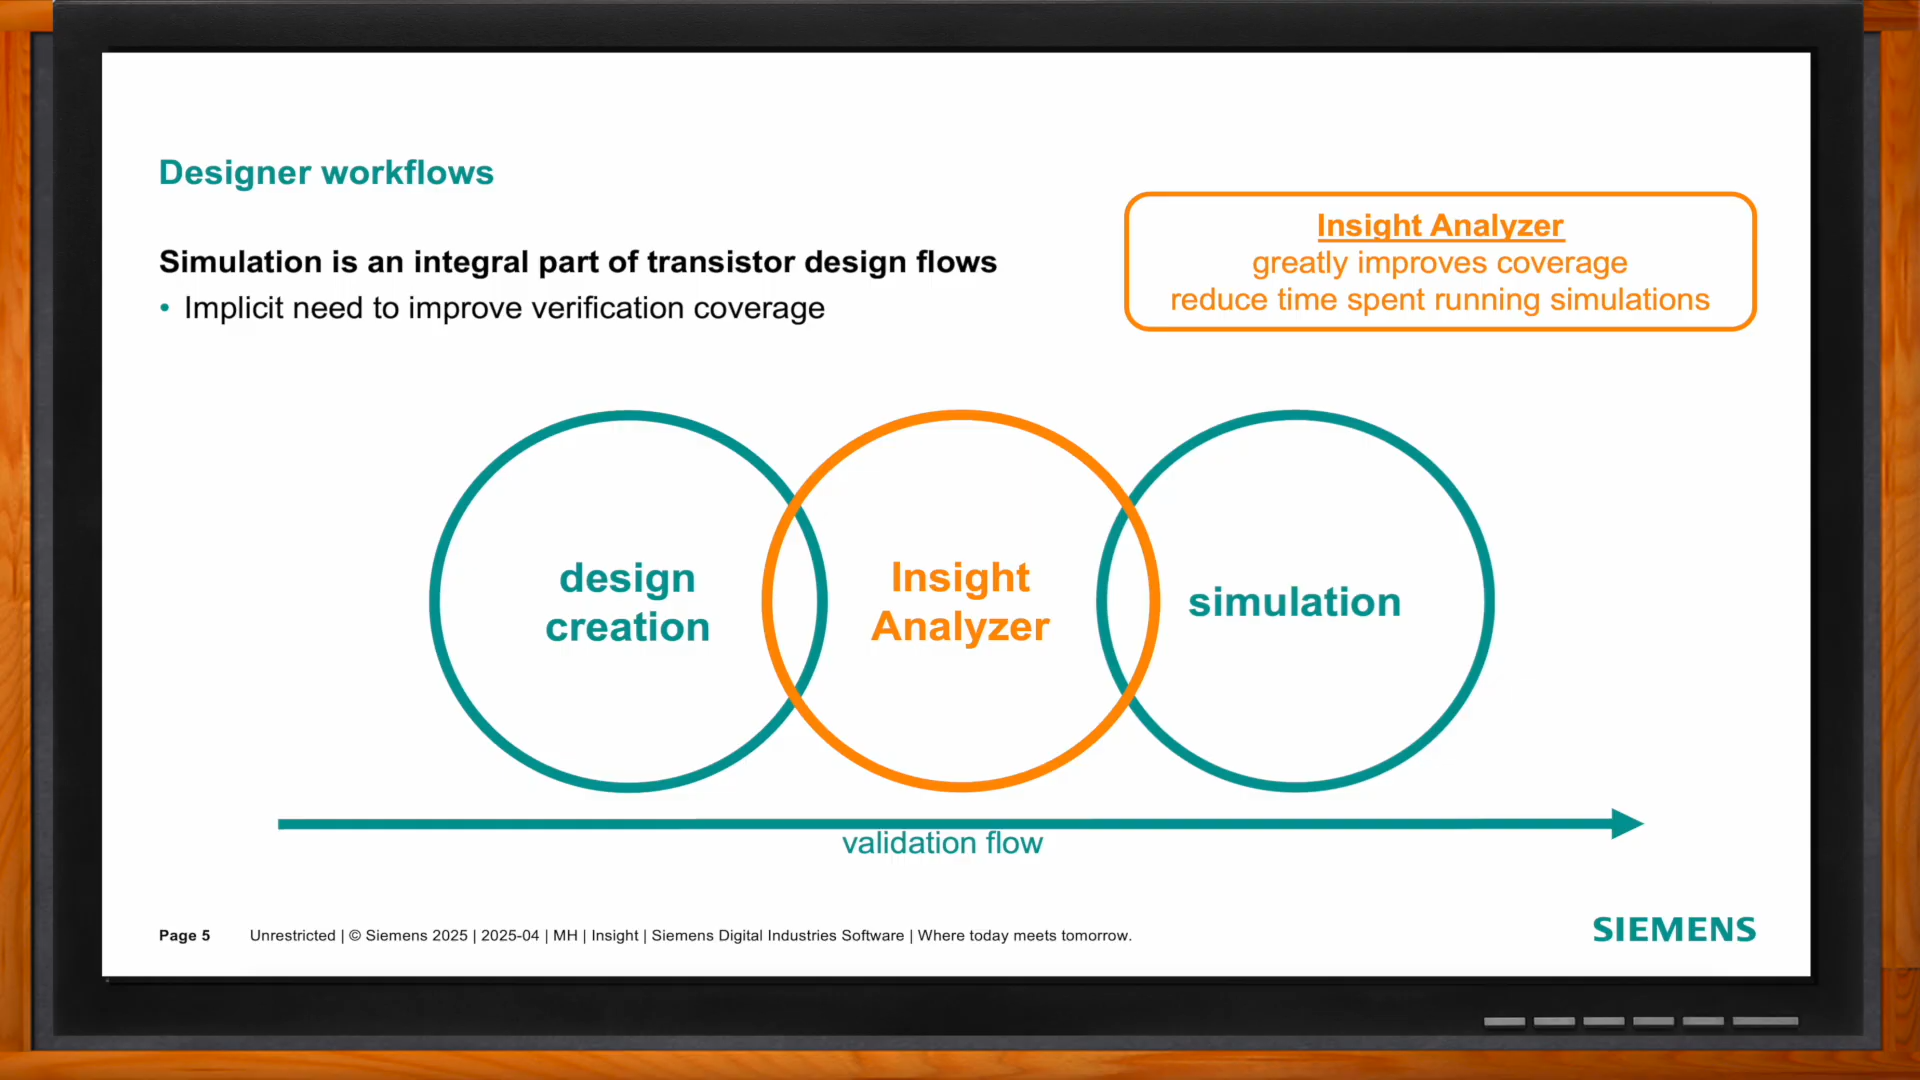 Designer workflows
Simulation is an integral part of transistor design flows
• Implicit need to improve verification coverage
Insight Analyzer
greatly improves coverage
reduce time spent running simulations
design
creation
Insight
Analyzer
simulation
validation flow
Page 5
Unrestricted | © Siemens 2025 | 2025-04 | MH | Insight | Siemens Digital Industries Software | Where today meets tomorrow.
SIEMENS